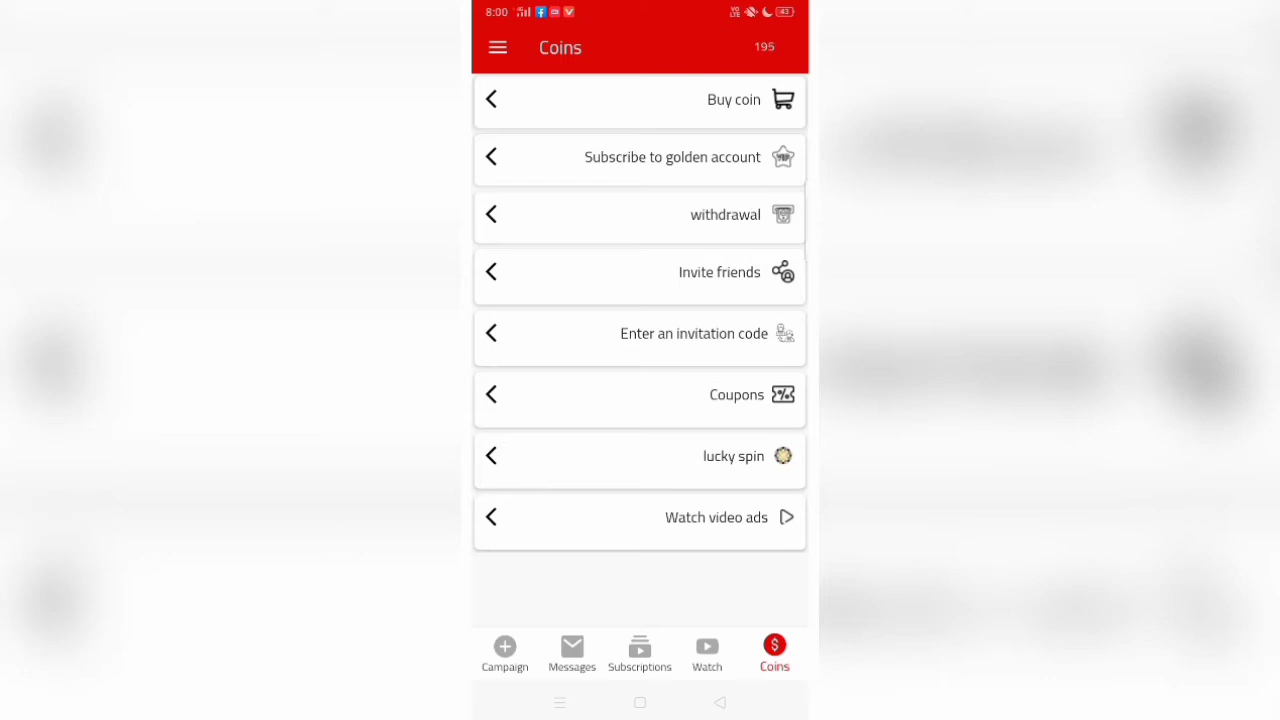 8:00
43
Coins
195
Buy coin
Subscribe to golden account
withdrawal
Invite friends
Enter an invitation code
Coupons
lucky spin
Watch video ads
Campaign
Messages
Subscriptions
Watch
Coins